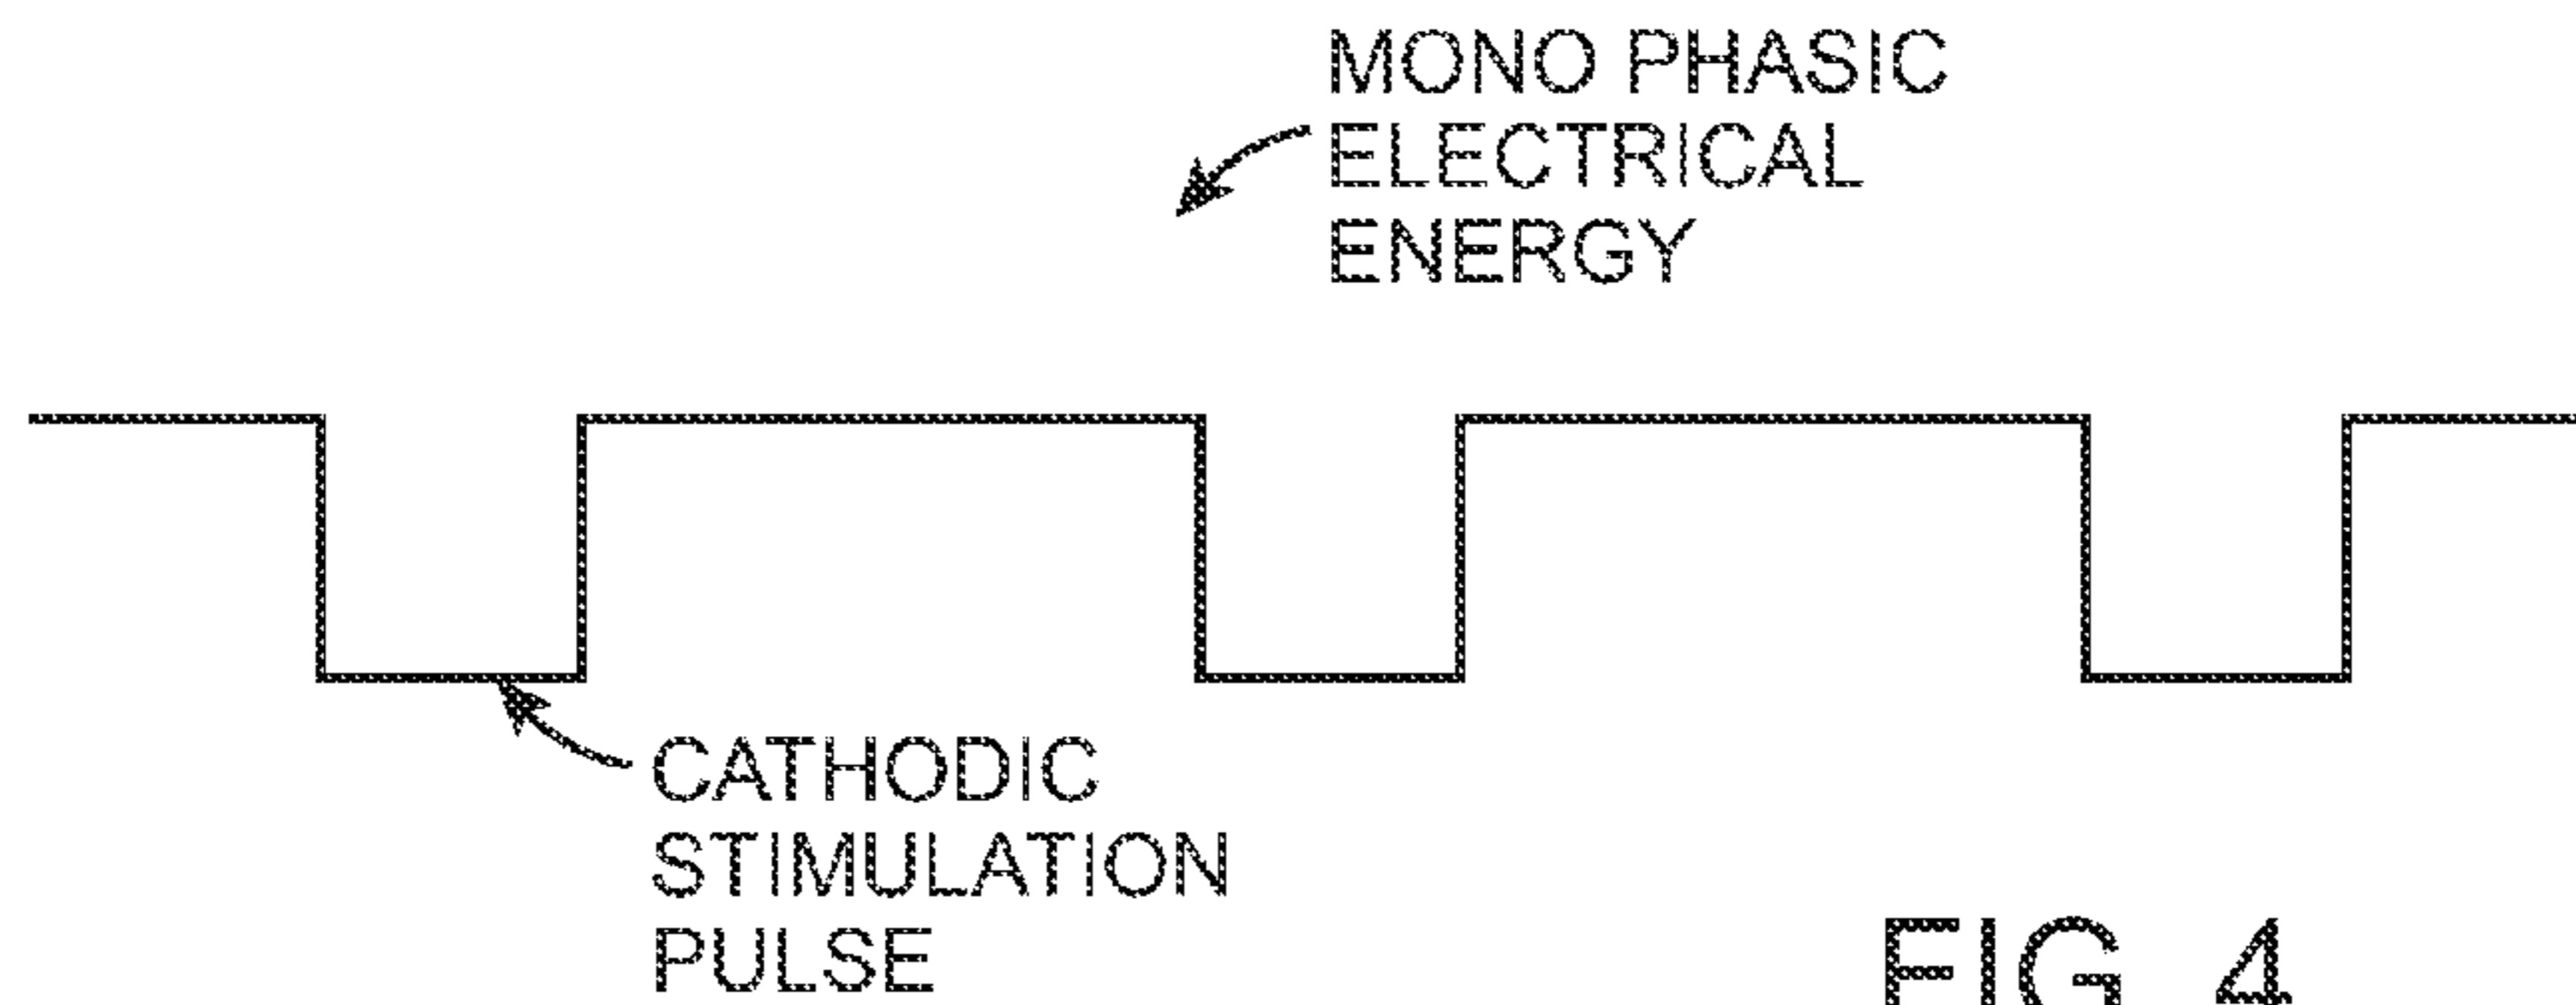 MONO PHASIC
ELECTRICAL
ENERGY
CATHODIC
STIMULATION
PULSE
FIG. 4